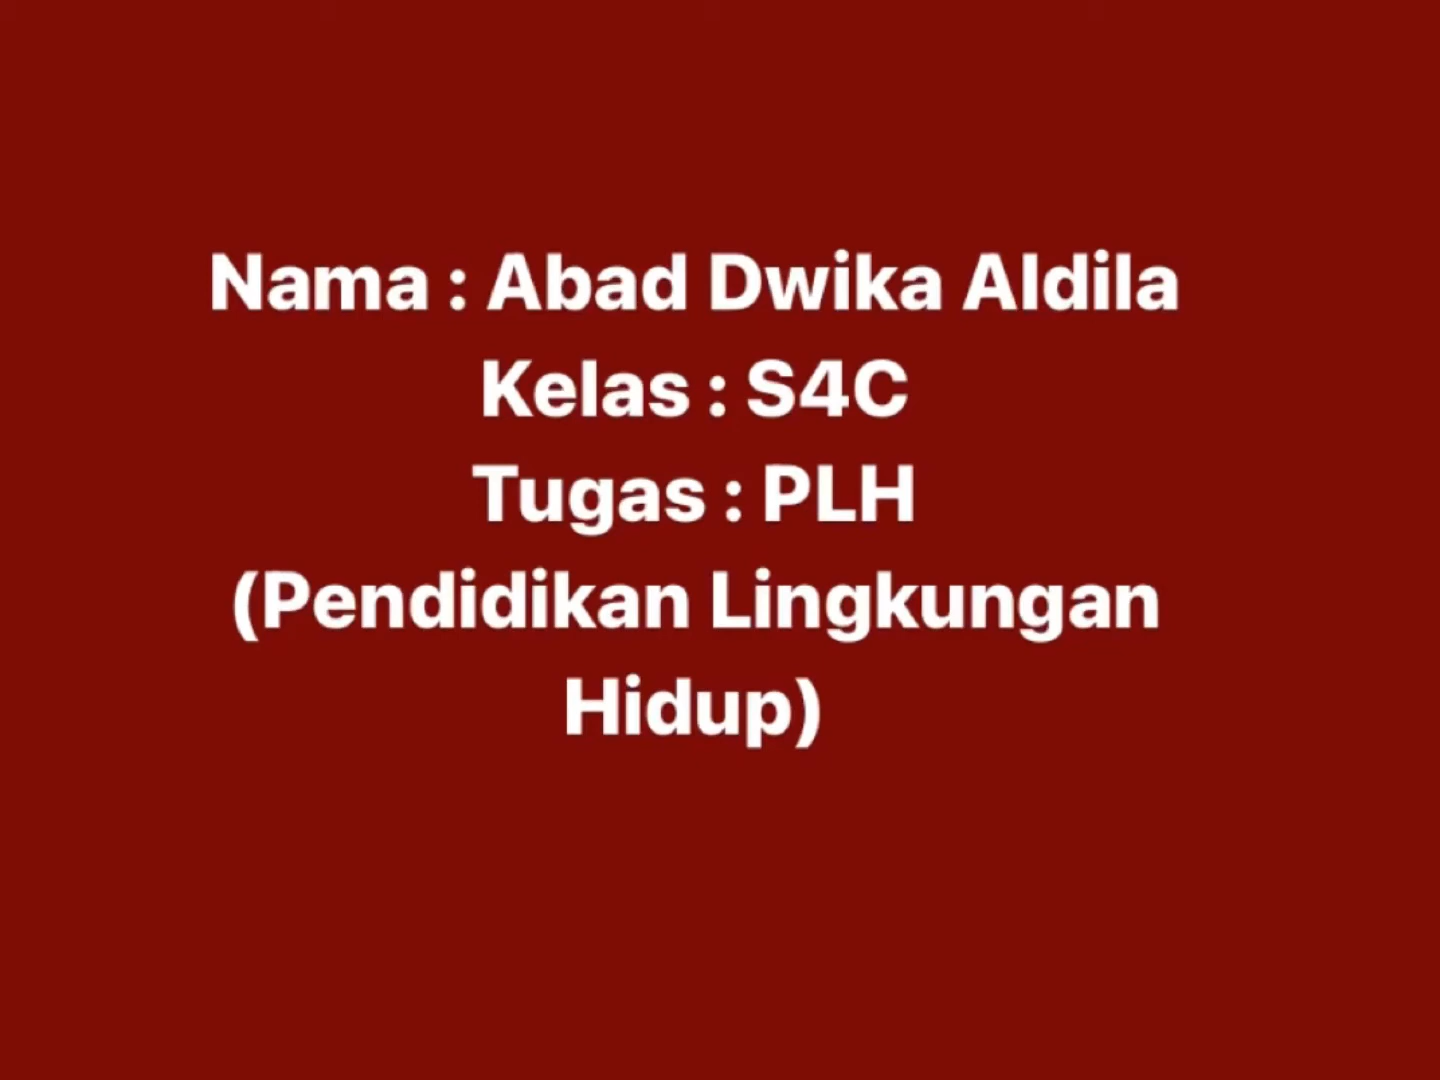 Nama : Abad Dwika Aldila
Kelas : S4C
Tugas : PLH
(Pendidikan Lingkungan
Hidup)